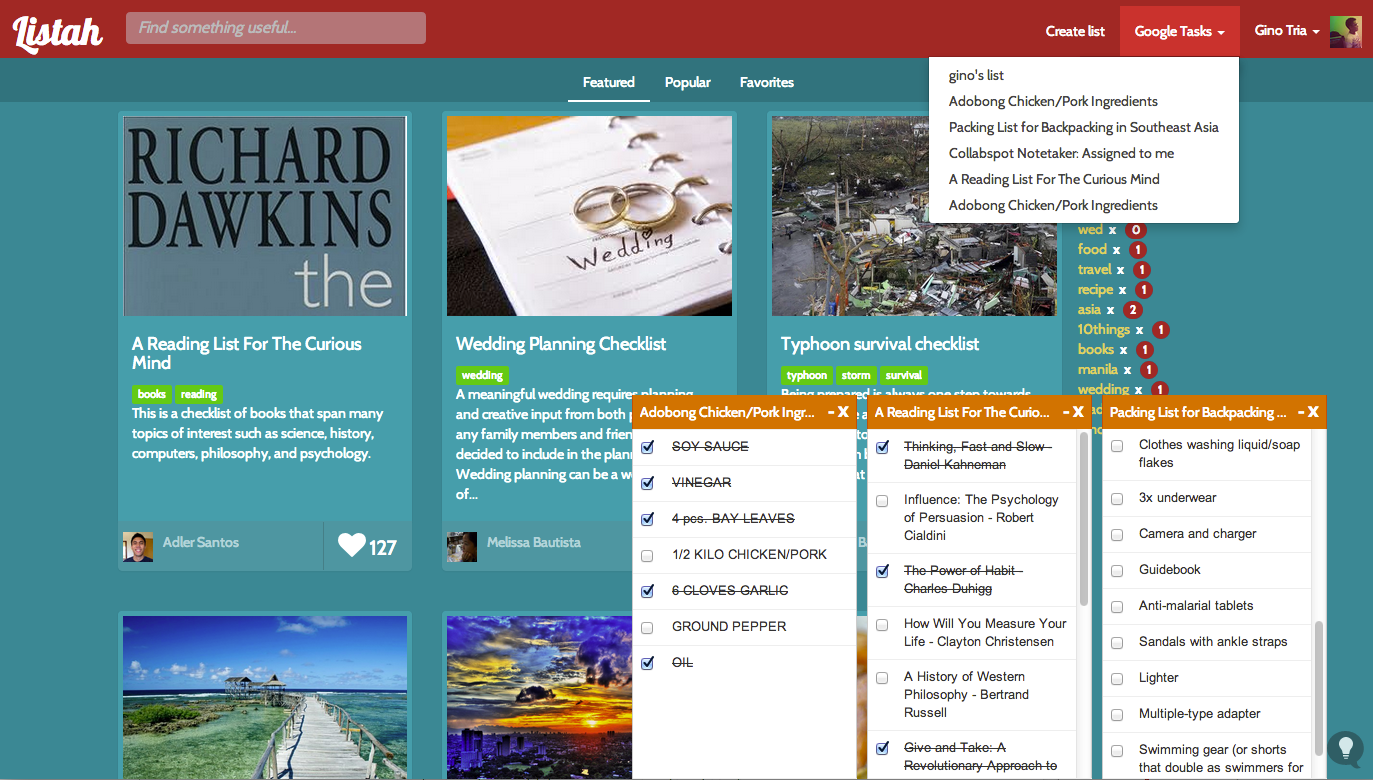 Listah
Find something useful...
Create list
Google Tasks
Gino Tria
Featured
Popular
Favorites
gino's list
Adobong Chicken/Pork Ingredients
Packing List for Backpacking in Southeast Asia
Collabspot Notetaker: Assigned to me
A Reading List For The Curious Mind
Adobong Chicken/Pork Ingredients
RICHARD
DAWKINS
the
A Reading List For The Curious
Mind
books reading
This is a checklist of books that span many
topics of interest such as science, history,
computers, philosophy, and psychology.
Adler Santos
127
Wedding
Wedding Planning Checklist
wedding
A meaningful wedding requires planning
and creative input from both
any family members and
decided to include in the
Wedding planning can be a
of...
Melissa Bautista
Typhoon survival checklist
typhoon storm survival
Being prepared is always one step towards
wed x 0
food x 1
travel x 1
recipe x 1
asia x 2
10things x 1
books x 1
manila x 1
wedding x 1
Adobong Chicken/Pork Ingr... - X
SOY SAUCE
VINEGAR
4 pcs. BAY LEAVES
1/2 KILO CHICKEN/PORK
6 CLOVES GARLIC
GROUND PEPPER
OIL
A Reading List For The Curio... - X
Thinking, Fast and Slow -
Daniel Kahneman
Influence: The Psychology
of Persuasion - Robert
Cialdini
The Power of Habit -
Charles Duhigg
How Will You Measure Your
Life - Clayton Christensen
A History of Western
Philosophy - Bertrand
Russell
Give and Take: A
Revolutionary Approach to
Packing List for Backpacking ... - X
Clothes washing liquid/soap
flakes
3x underwear
Camera and charger
Guidebook
Anti-malarial tablets
Sandals with ankle straps
Lighter
Multiple-type adapter
Swimming gear (or shorts
that double as swimmers for